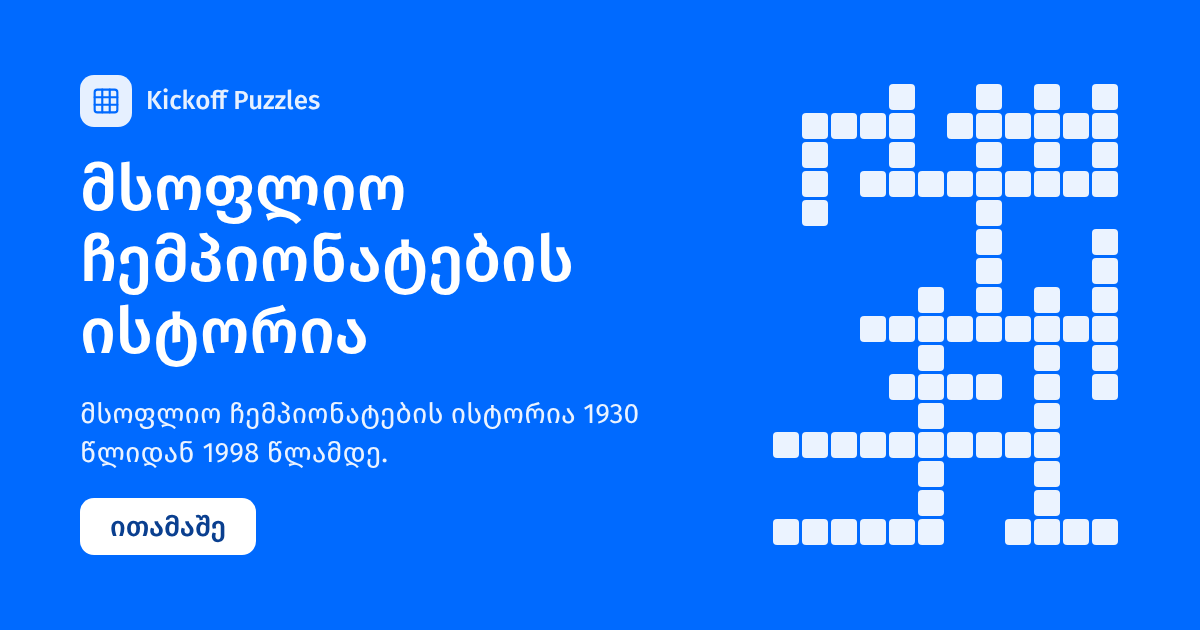 Kickoff Puzzles
მსოფლიო
ჩემპიონატების
ისტორია
მსოფლიო ჩემპიონატების ისტორია 1930
წლიდან 1998 წლამდე.
ითამაშე